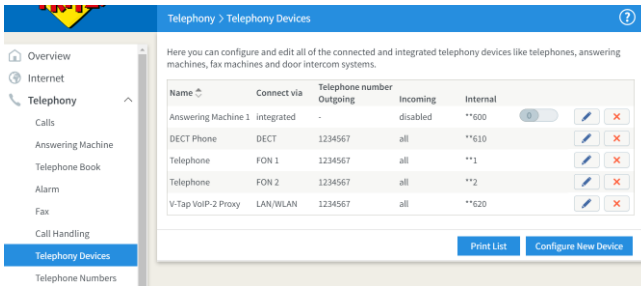 Telephony > Telephony Devices
?
Overview
Internet
Telephony
Calls
Answering Machine
Telephone Book
Alarm
Fax
Call Handling
Telephony Devices
Telephony Numbers
Here you can configure and edit all of the connected and integrated telephony devices like telephones, answering
machines, fax machines and door intercom systems.
Name Connect via Telephone number Outgoing Incoming Internal
Answering Machine 1 integrated - disabled **600 0
DECT Phone DECT 1234567 all **610
Telephone FON 1 1234567 all **1
Telephone FON 2 1234567 all **2
V-Tap VoIP-2 Proxy LAN/WLAN 1234567 all **620
Print List Configure New Device